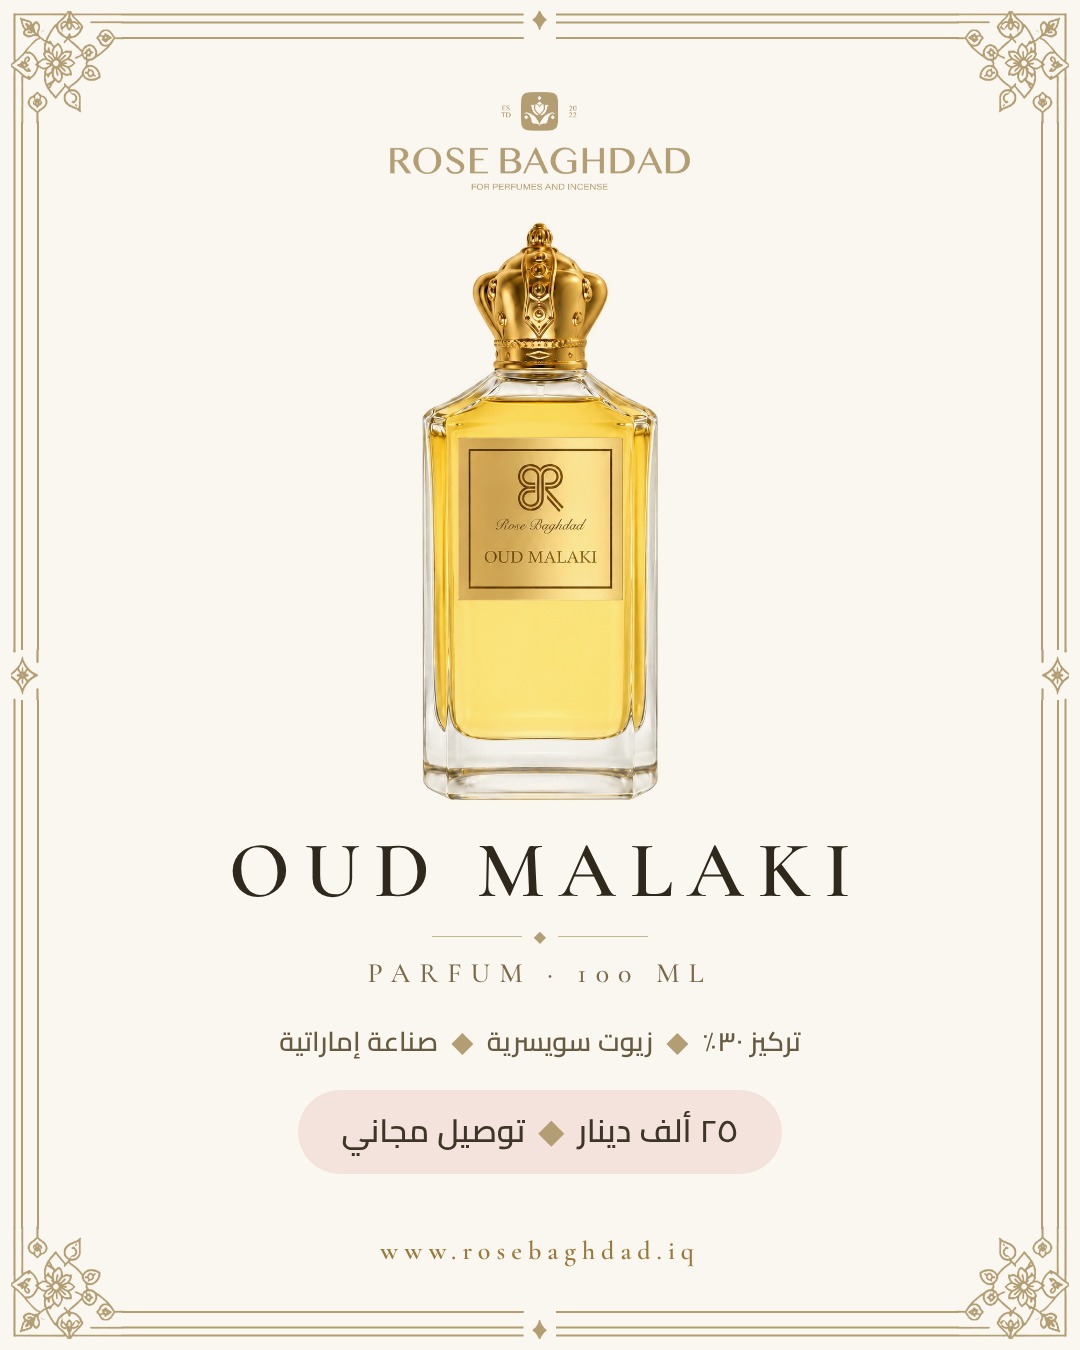 ES TD 20 22
ROSE BAGHDAD
FOR PERFUMES AND INCENSE
Rose Baghdad
OUD MALAKI
OUD MALAKI
PARFUM · 100 ML
تركيز ٣٠٪ ◆ زيوت سويسرية ◆ صناعة إماراتية
٢٥ ألف دينار ◆ توصيل مجاني
www.rosebaghdad.iq